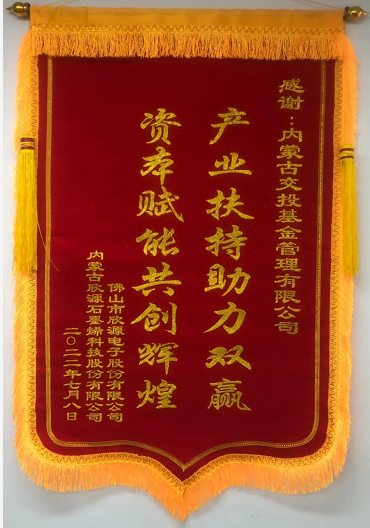 感谢：内蒙古交投基金管理有限公司
产业扶持助力双赢
资本赋能共创辉煌
佛山市欣源电子股份有限公司
内蒙古欣源石墨烯科技股份有限公司
二〇二二年七月八日